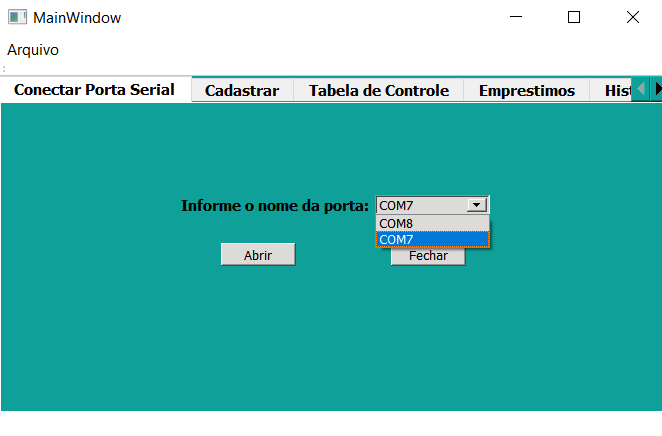 MainWindow
Arquivo
Conectar Porta Serial Cadastrar Tabela de Controle Emprestimos Hist
Informe o nome da porta: COM7
COM8
COM7
Abrir Fechar